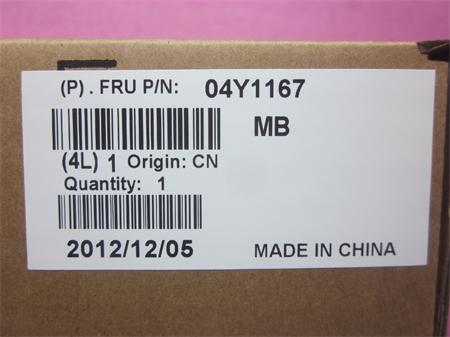 (P) . FRU P/N: 04Y1167
MB
(4L) 1 Origin: CN
Quantity: 1
2012/12/05 MADE IN CHINA